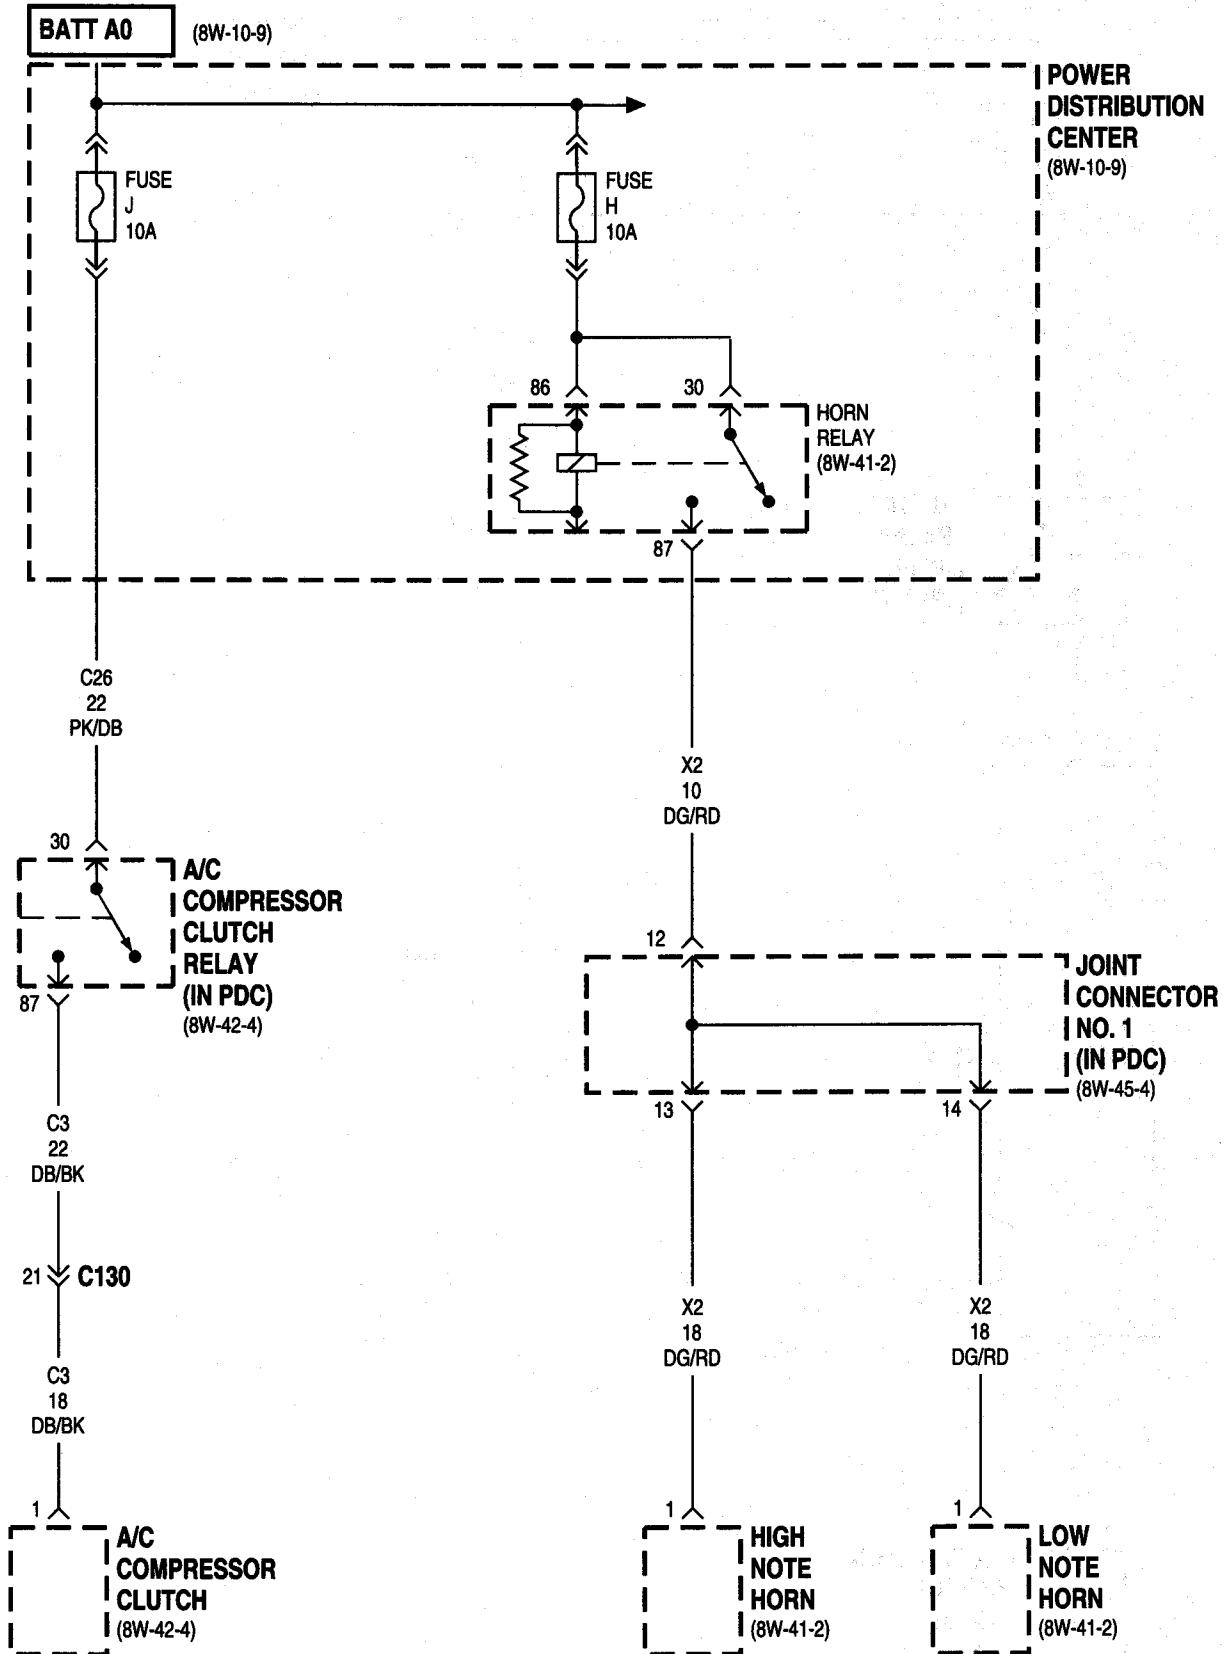 BATT A0
(8W-10-9)
POWER
DISTRIBUTION
CENTER
(8W-10-9)
FUSE
J
10A
FUSE
H
10A
86
30
HORN
RELAY
(8W-41-2)
87
C26
22
PK/DB
X2
10
DG/RD
30
A/C
COMPRESSOR
CLUTCH
RELAY
(IN PDC)
(8W-42-4)
87
12
JOINT
CONNECTOR
NO. 1
(IN PDC)
(8W-45-4)
13
14
C3
22
DB/BK
21
C130
X2
18
DG/RD
X2
18
DG/RD
C3
18
DB/BK
1
A/C
COMPRESSOR
CLUTCH
(8W-42-4)
1
HIGH
NOTE
HORN
(8W-41-2)
1
LOW
NOTE
HORN
(8W-41-2)